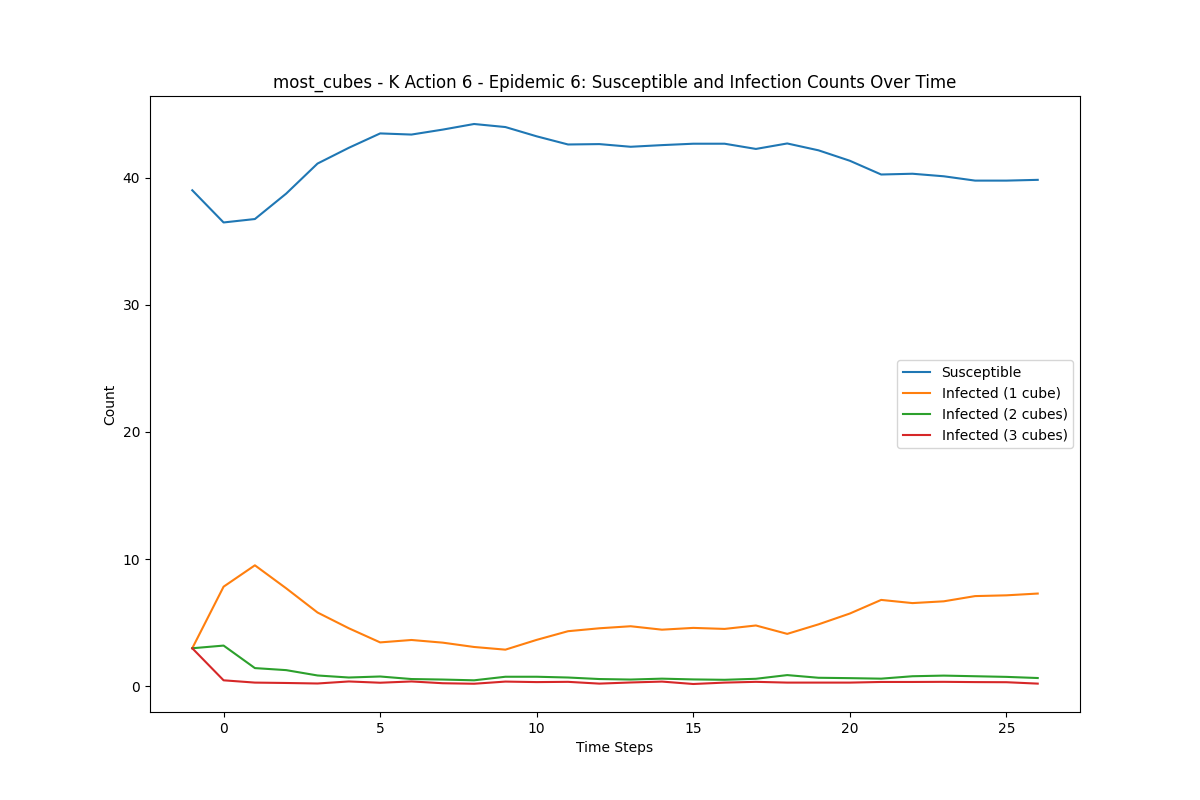 most_cubes - K Action 6 - Epidemic 6: Susceptible and Infection Counts Over Time
40
30
20
10
0
Count
Susceptible
Infected (1 cube)
Infected (2 cubes)
Infected (3 cubes)
0 5 10 15 20 25
Time Steps